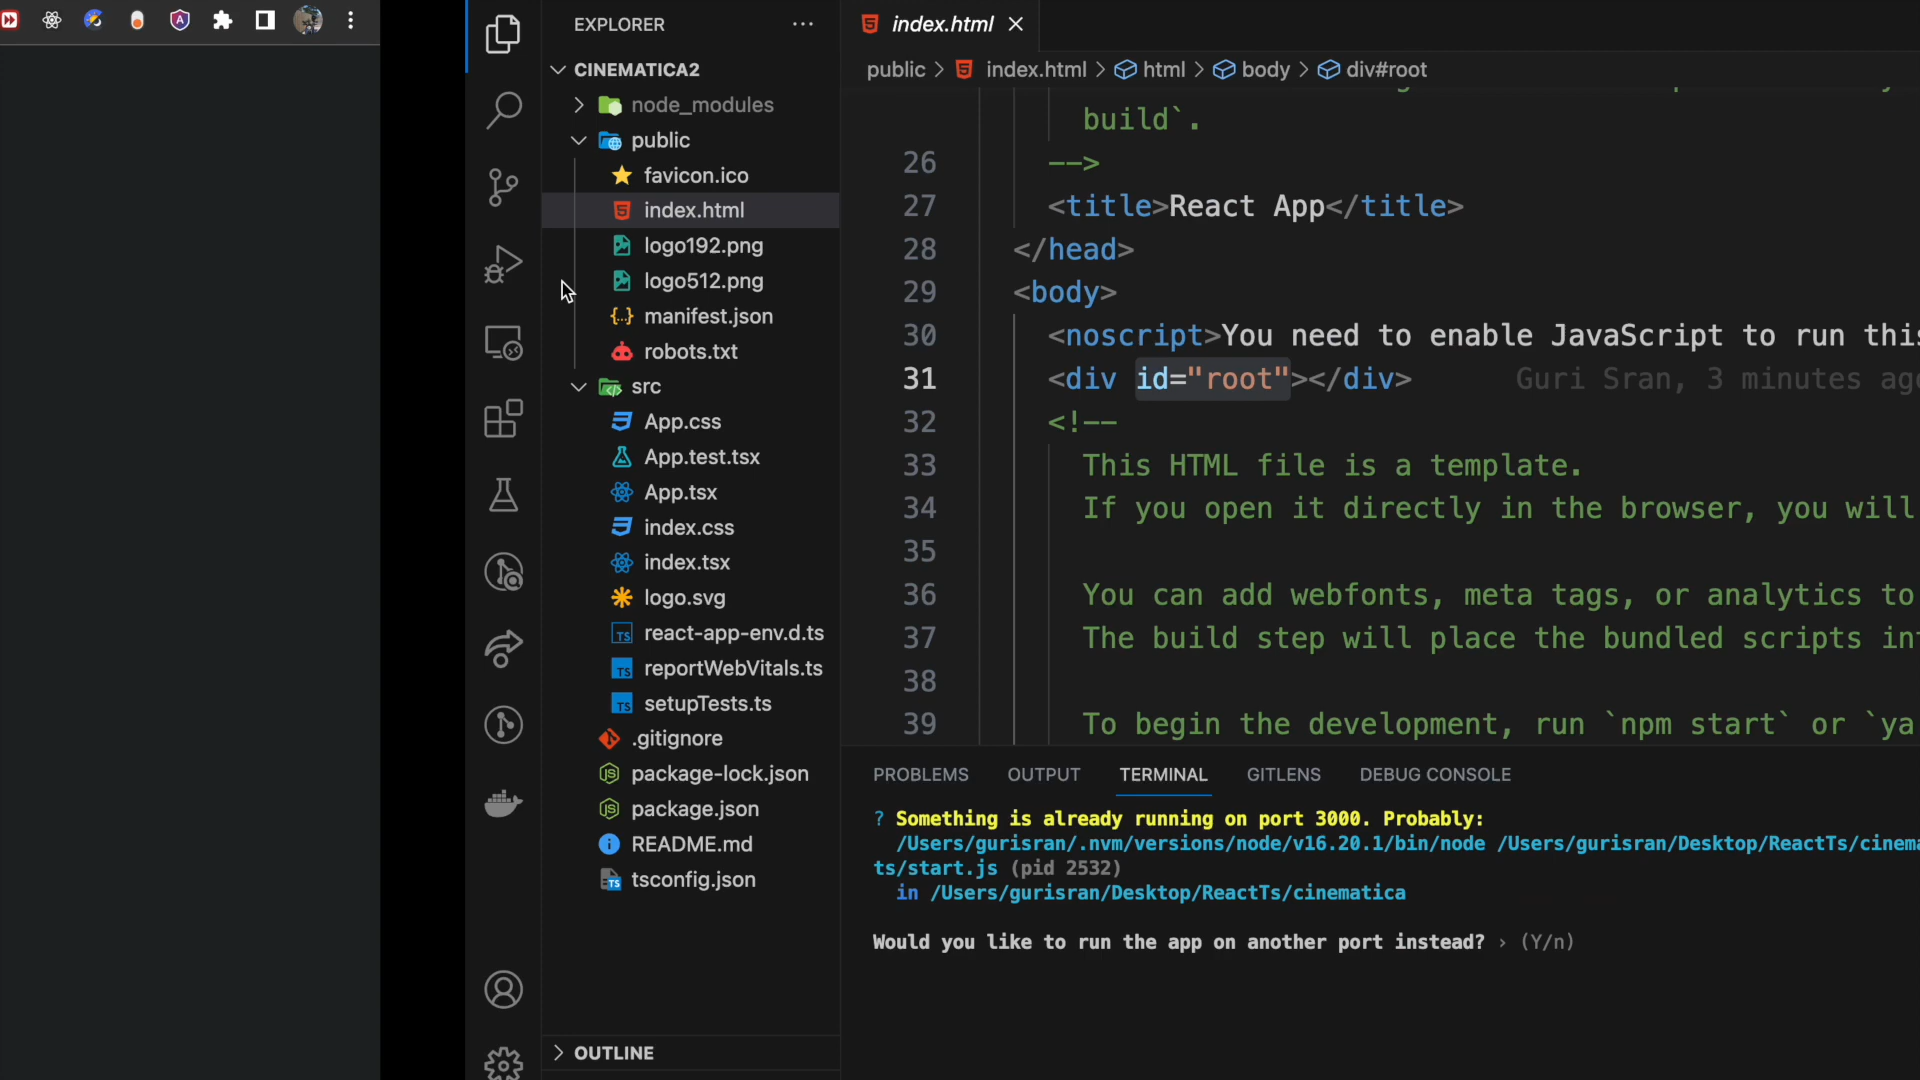 EXPLORER
CINEMATICA2
node_modules
public
favicon.ico
index.html
logo192.png
logo512.png
manifest.json
robots.txt
src
App.css
App.test.tsx
App.tsx
index.css
index.tsx
logo.svg
react-app-env.d.ts
reportWebVitals.ts
setupTests.ts
.gitignore
package-lock.json
package.json
README.md
tsconfig.json
OUTLINE
index.html
public > index.html > html > body > div#root
build`.
26 -->
27 <title>React App</title>
28 </head>
29 <body>
30 <noscript>You need to enable JavaScript to run this
31 <div id="root"></div> Guri Sran, 3 minutes ago
32 <!--
33 This HTML file is a template.
34 If you open it directly in the browser, you will
35
36 You can add webfonts, meta tags, or analytics to
37 The build step will place the bundled scripts in
38
39 To begin the development, run `npm start` or `ya
PROBLEMS OUTPUT TERMINAL GITLENS DEBUG CONSOLE
? Something is already running on port 3000. Probably:
/Users/gurisran/.nvm/versions/node/v16.20.1/bin/node /Users/gurisran/Desktop/ReactTs/cinema
ts/start.js (pid 2532)
in /Users/gurisran/Desktop/ReactTs/cinematica
Would you like to run the app on another port instead? › (Y/n)